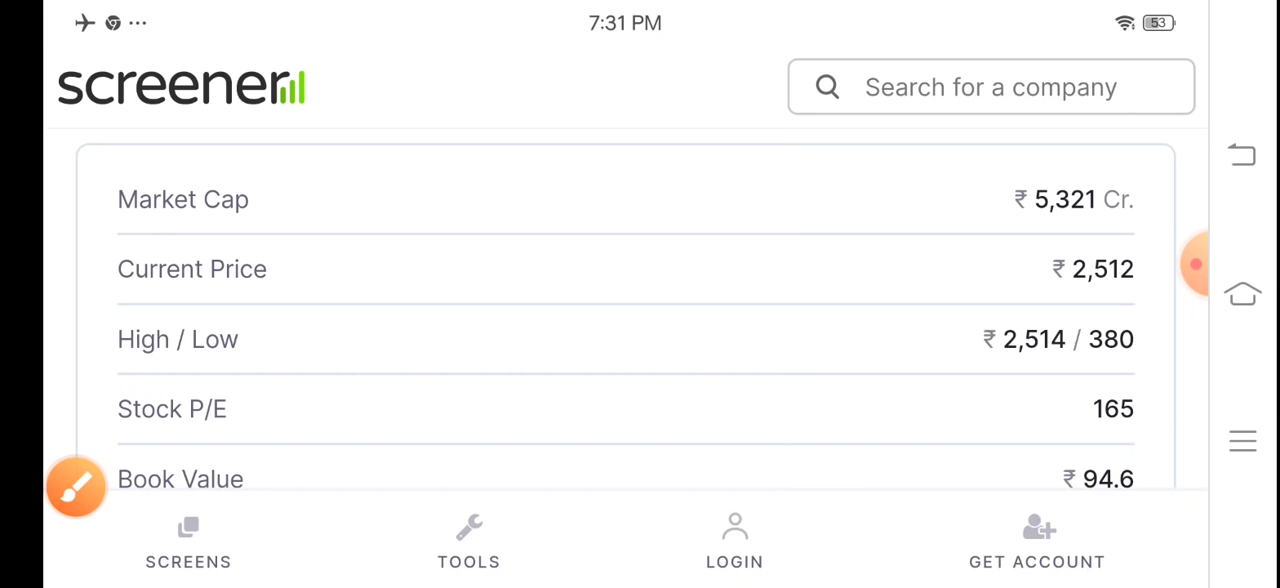 7:31 PM
53
screener
Search for a company
Market Cap ₹ 5,321 Cr.
Current Price ₹ 2,512
High / Low ₹ 2,514 / 380
Stock P/E 165
Book Value ₹ 94.6
SCREENS TOOLS LOGIN GET ACCOUNT